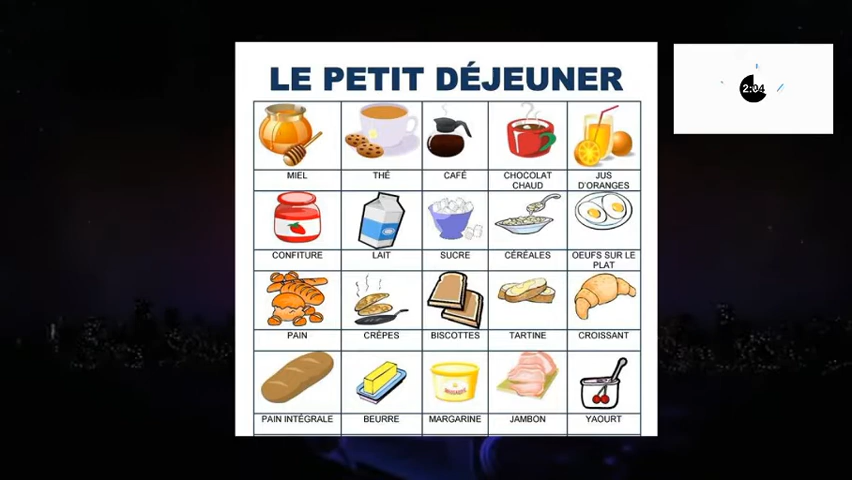 LE PETIT DÉJEUNER
2:04
MIEL
THÉ
CAFÉ
CHOCOLAT
CHAUD
JUS
D'ORANGES
CONFITURE
LAIT
SUCRE
CÉRÉALES
OEUFS SUR LE
PLAT
PAIN
CRÊPES
BISCOTTES
TARTINE
CROISSANT
PAIN INTÉGRALE
BEURRE
MARGARINE
JAMBON
YAOURT